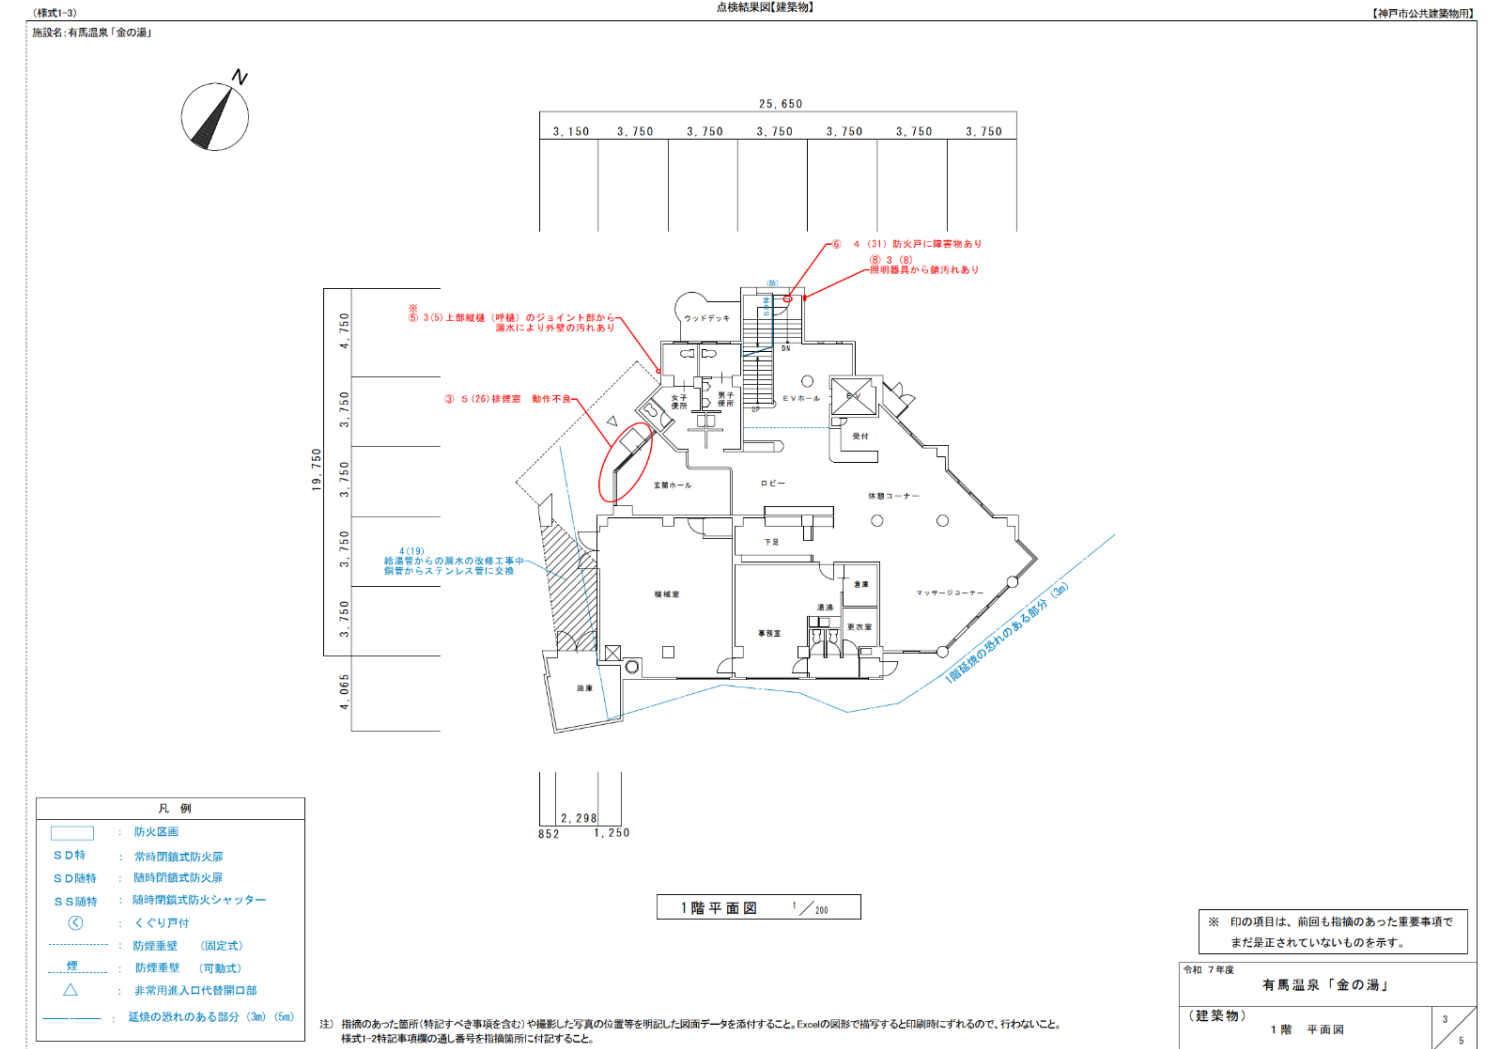 (様式1-3)
点検結果図【建築物】
【神戸市公共建築物用】
施設名:有馬温泉「金の湯」
N
25,650
3,150 3,750 3,750 3,750 3,750 3,750 3,750
⑥ 4 (31) 防火戸に障害物あり
⑧ 3 (8)
照明器具から錆汚れあり
※
⑤ 3(5)上部縦樋(呼樋)のジョイント部から
漏水により外壁の汚れあり
③ 5(26)排煙窓 動作不良
4(19)
給湯管からの漏水の改修工事中
銅管からステンレス管に交換
19,750
4,750
3,750
3,750
3,750
3,750
4,065
(防)
ウッドデッキ
DN
UP
女子
便所
男子
便所
EVホール
EV
受付
玄関ホール
ロビー
休憩コーナー
下足
機械室
事務室
湯沸
倉庫
更衣室
マッサージコーナー
油庫
1階延焼の恐れのある部分(3m)
2,298
852 1,250
凡 例
: 防火区画
SD特 : 常時閉鎖式防火扉
SD随特 : 随時閉鎖式防火扉
SS随特 : 随時閉鎖式防火シャッター
く : くぐり戸付
: 防煙垂壁 (固定式)
煙 : 防煙垂壁 (可動式)
△ : 非常用進入口代替開口部
: 延焼の恐れのある部分 (3m) (5m)
1階平面図 1/200
※ 印の項目は、前回も指摘のあった重要事項で
まだ是正されていないものを示す。
令和 7年度
有馬温泉「金の湯」
(建築物)
1階 平面図
3/5
注) 指摘のあった箇所(特記すべき事項を含む)や撮影した写真の位置等を明記した図面データを添付すること。Excelの図形で描写すると印刷時にずれるので、行わないこと。
様式1-2特記事項欄の通し番号を指摘箇所に付記すること。